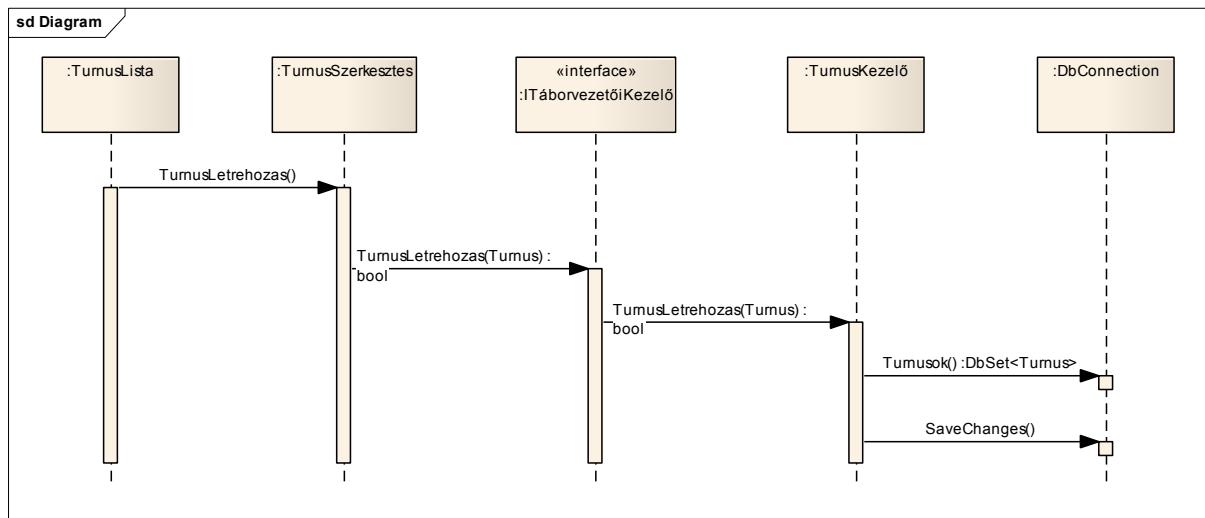 sd Diagram
:TurnusLista
:TurnusSzerkesztes
«interface»
:ITáborvezetőiKezelő
:TurnusKezelő
:DbConnection
TurnusLetrehozas()
TurnusLetrehozas(Turnus) :
bool
TurnusLetrehozas(Turnus) :
bool
Turnusok() :DbSet<Turnus>
SaveChanges()